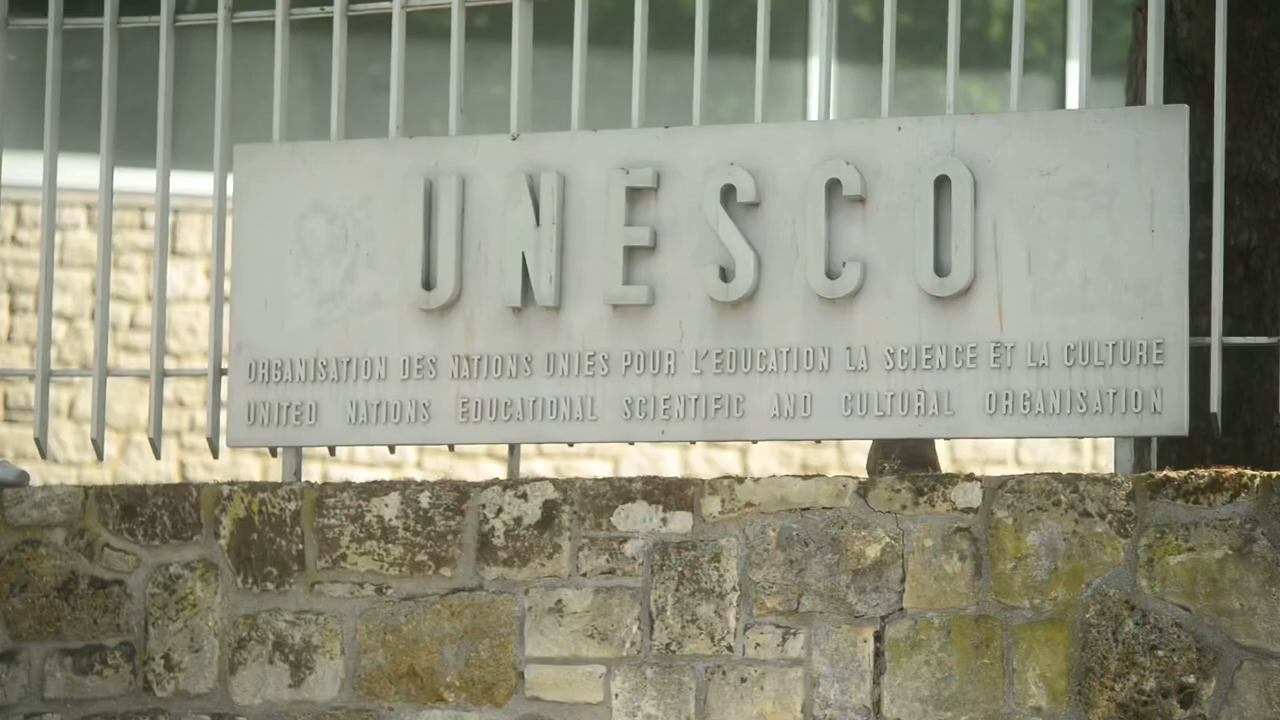 UNESCO
ORGANISATION DES NATIONS UNIES POUR L'EDUCATION LA SCIENCE ET LA CULTURE
UNITED NATIONS EDUCATIONAL SCIENTIFIC AND CULTURAL ORGANISATION